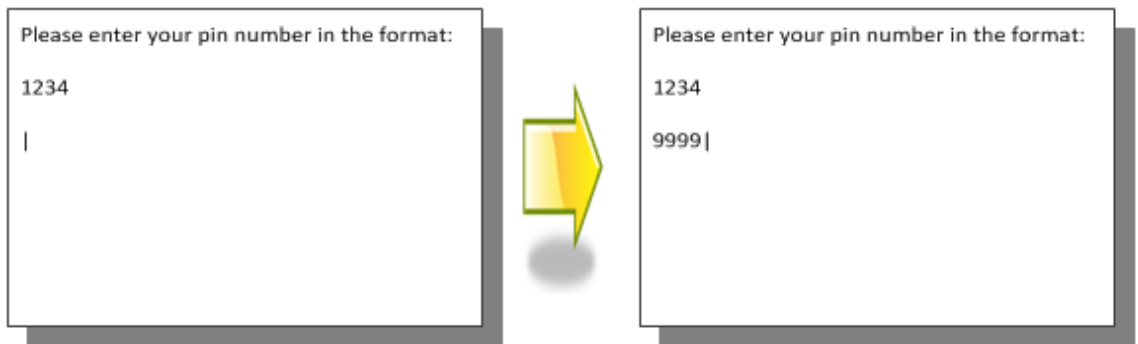 Please enter your pin number in the format:
1234
|
Please enter your pin number in the format:
1234
9999|